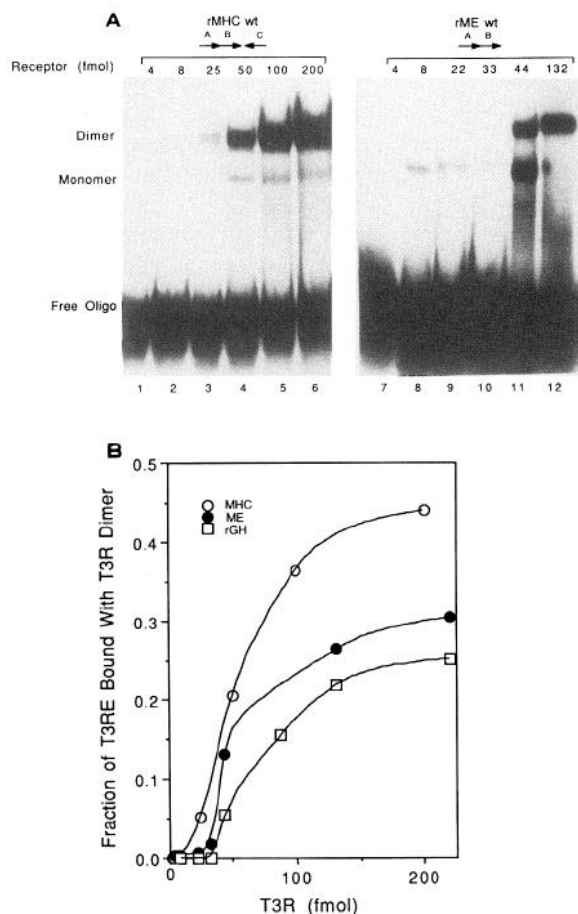 A
rMHC wt
A B C
rME wt
A B
Receptor (fmol)
4 8 25 50 100 200
4 8 22 33 44 132
Dimer
Monomer
Free Oligo
1 2 3 4 5 6
7 8 9 10 11 12
B
0.5
0.4
0.3
0.2
0.1
0.0
MHC
ME
rGH
Fraction of T3RE Bound With T3R Dimer
0 100 200
T3R (fmol)